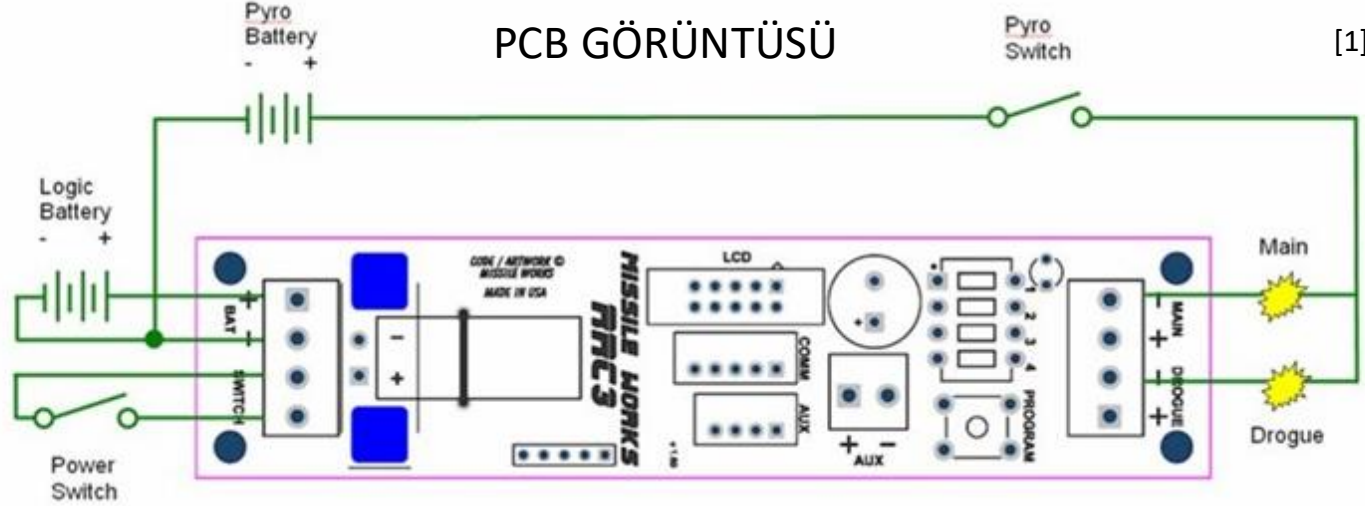 PCB GÖRÜNTÜSÜ
[1]
Pyro
Battery
- +
Pyro
Switch
Logic
Battery
- +
Power
Switch
+
BAT
-
SWITCH
-
+
CODE / ARTWORK ©
MISSILE WORKS
MADE IN USA
MISSILE WORKS
RRC3
LCD
COMM
AUX
+
+ -
AUX
1
2
3
4
PROGRAM
-
MAIN
+
-
DROGUE
+
Main
Drogue